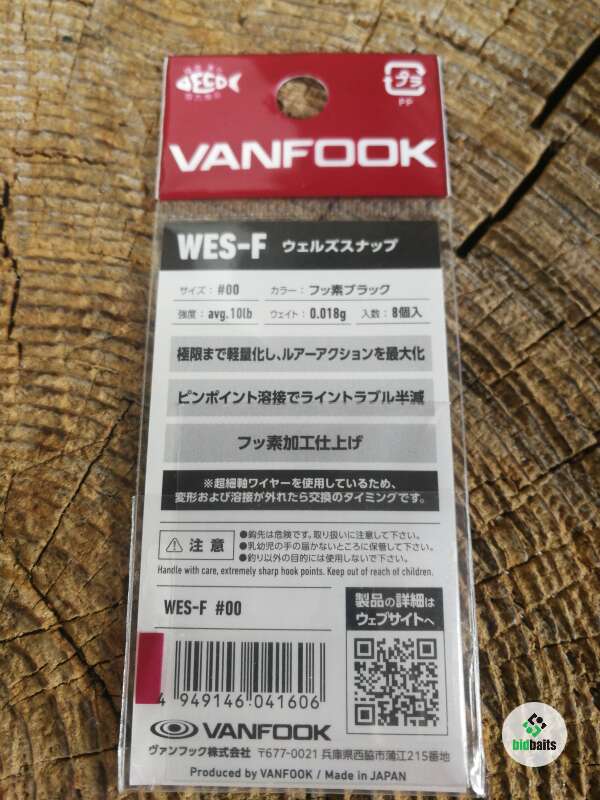 ECO
プラ
PP
VANFOOK
WES-F ウェルズスナップ
サイズ：#00 カラー：フッ素ブラック
強度：avg.10lb ウェイト：0.018g 入数：8個入
極限まで軽量化し、ルアーアクションを最大化
ピンポイント溶接でライントラブル半減
フッ素加工仕上げ
※超細軸ワイヤーを使用しているため、
変形および溶接が外れたら交換のタイミングです。
注意
●鈎先は危険です。取り扱いに注意して下さい。
●乳幼児の手の届かないところに保管して下さい。
●釣り以外の目的には使用しないで下さい。
Handle with care, extremely sharp hook points. Keep out of reach of children.
WES-F #00
製品の詳細は
ウェブサイトへ
4 949146 041606
VANFOOK
ヴァンフック株式会社 〒677-0021 兵庫県西脇市蒲江215番地
Produced by VANFOOK / Made in JAPAN
bidbaits